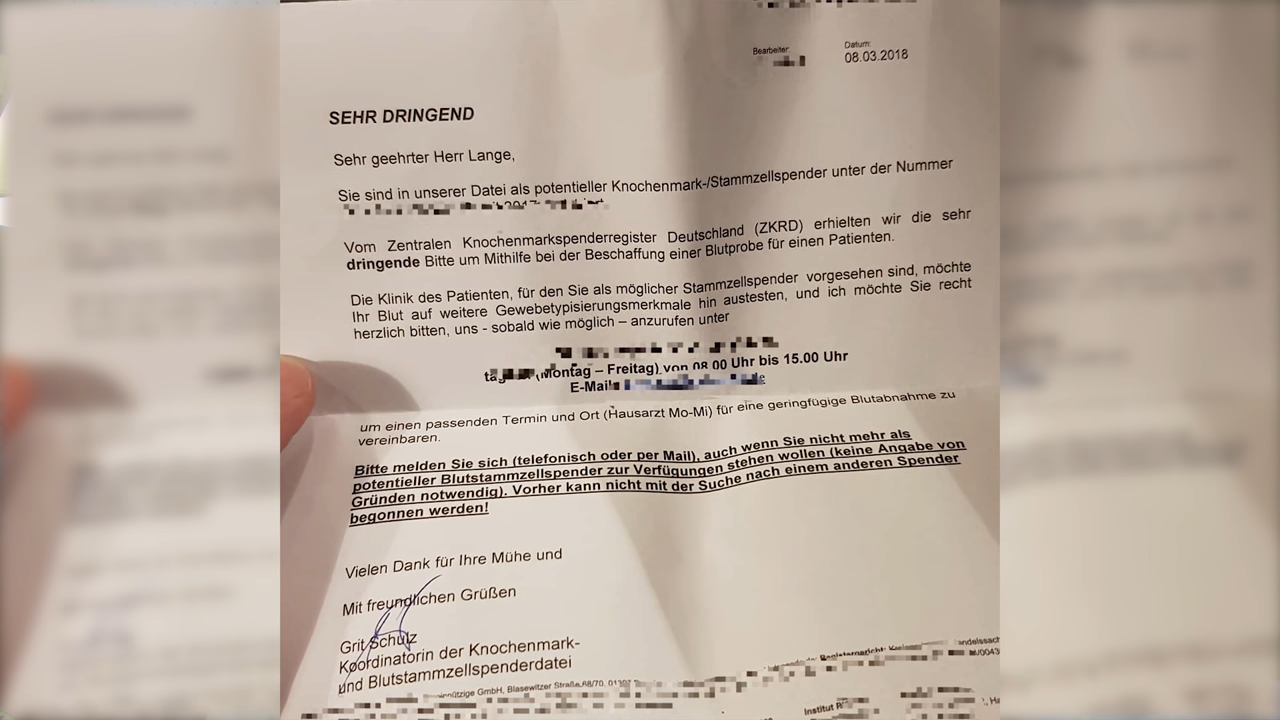 Bearbeiter:
Datum:
08.03.2018
SEHR DRINGEND
Sehr geehrter Herr Lange,
Sie sind in unserer Datei als potentieller Knochenmark-/Stammzellspender unter der Nummer
Vom Zentralen Knochenmarkspenderregister Deutschland (ZKRD) erhielten wir die sehr
dringende Bitte um Mithilfe bei der Beschaffung einer Blutprobe für einen Patienten.
Die Klinik des Patienten, für den Sie als möglicher Stammzellspender vorgesehen sind, möchte
Ihr Blut auf weitere Gewebetypisierungsmerkmale hin austesten, und ich möchte Sie recht
herzlich bitten, uns - sobald wie möglich – anzurufen unter
(Montag – Freitag) von 08.00 Uhr bis 15.00 Uhr
E-Mail:
um einen passenden Termin und Ort (Hausarzt Mo-Mi) für eine geringfügige Blutabnahme zu
vereinbaren.
Bitte melden Sie sich (telefonisch oder per Mail), auch wenn Sie nicht mehr als
potentieller Blutstammzellspender zur Verfügungen stehen wollen (keine Angabe von
Gründen notwendig). Vorher kann nicht mit der Suche nach einem anderen Spender
begonnen werden!
Vielen Dank für Ihre Mühe und
Mit freundlichen Grüßen
Grit Schulz
Koordinatorin der Knochenmark-
und Blutstammzellspenderdatei
GmbH, Blasewitzer Straße 68/70,
Institut